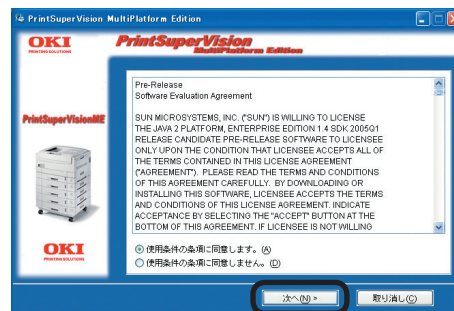 PrintSuperVision MultiPlatform Edition
OKI
PRINTING SOLUTIONS
PrintSuperVision
MultiPlatform Edition
PrintSuperVisionME
Pre-Release
Software Evaluation Agreement
SUN MICROSYSTEMS, INC. ("SUN") IS WILLING TO LICENSE
THE JAVA 2 PLATFORM, ENTERPRISE EDITION 1.4 SDK 2005Q1
RELEASE CANDIDATE PRE-RELEASE SOFTWARE TO LICENSEE
ONLY UPON THE CONDITION THAT LICENSEE ACCEPTS ALL OF
THE TERMS CONTAINED IN THIS LICENSE AGREEMENT
("AGREEMENT"). PLEASE READ THE TERMS AND CONDITIONS
OF THIS AGREEMENT CAREFULLY. BY DOWNLOADING OR
INSTALLING THIS SOFTWARE, LICENSEE ACCEPTS THE TERMS
AND CONDITIONS OF THIS LICENSE AGREEMENT. INDICATE
ACCEPTANCE BY SELECTING THE "ACCEPT" BUTTON AT THE
BOTTOM OF THIS AGREEMENT. IF LICENSEE IS NOT WILLING
使用条件の条項に同意します。(A)
使用条件の条項に同意しません。(D)
OKI
PRINTING SOLUTIONS
次へ(N) >
取り消し(C)